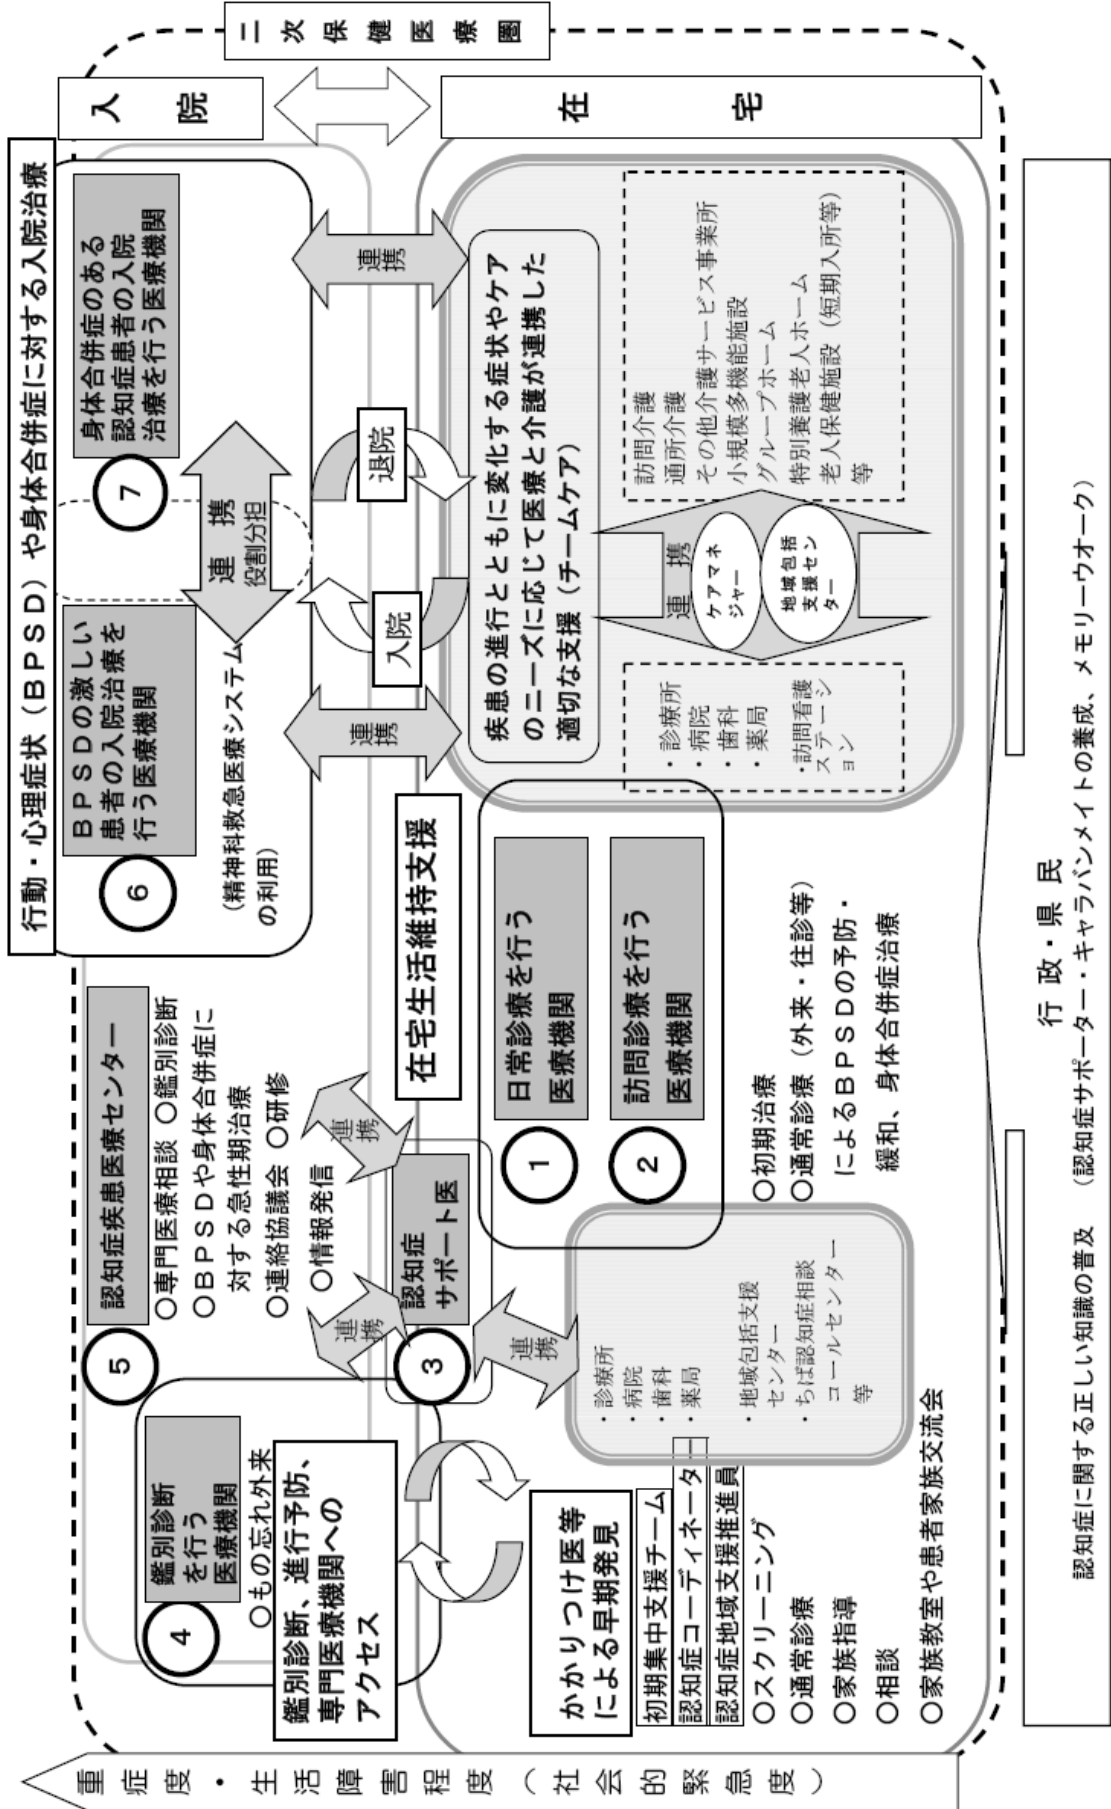 二次保健医療圏
入院
在宅
行動・心理症状（ＢＰＳＤ）や身体合併症に対する入院治療
重症度・生活障害程度（社会的緊急度）
⑤
認知症疾患医療センター
〇専門医療相談 〇鑑別診断
〇ＢＰＳＤや身体合併症に
対する急性期治療
〇連絡協議会 〇研修
〇情報発信
④
鑑別診断
を行う
医療機関
〇もの忘れ外来
鑑別診断、進行予防、
専門医療機関への
アクセス
⑥
ＢＰＳＤの激しい
患者の入院治療を
行う医療機関
（精神科救急医療システム
の利用）
連携
役割分担
⑦
身体合併症のある
認知症患者の入院
治療を行う医療機関
連携
連携
③
認知症
サポート医
連携
連携
入院
退院
連携
連携
かかりつけ医等
による早期発見
初期集中支援チーム
認知症コーディネーター
認知症地域支援推進員
〇スクリーニング
〇通常診療
〇家族指導
〇相談
〇家族教室や患者家族交流会
・診療所
・病院
・歯科
・薬局
・地域包括支援
センター
・ちば認知症相談
コールセンター
等
在宅生活維持支援
①
日常診療を行う
医療機関
②
訪問診療を行う
医療機関
〇初期治療
〇通常診療（外来・往診等）
によるＢＰＳＤの予防・
緩和、身体合併症治療
疾患の進行とともに変化する症状やケア
のニーズに応じて医療と介護が連携した
適切な支援（チームケア）
・診療所
・病院
・歯科
・薬局
・訪問看護
ステーシ
ョン
連携
ケアマネ
ジャー
地域包括
支援セン
ター
訪問介護
通所介護
その他介護サービス事業所
小規模多機能施設
グループホーム
特別養護老人ホーム
老人保健施設（短期入所等）
等
行政・県民
認知症に関する正しい知識の普及 （認知症サポーター・キャラバンメイトの養成、メモリーウオーク）